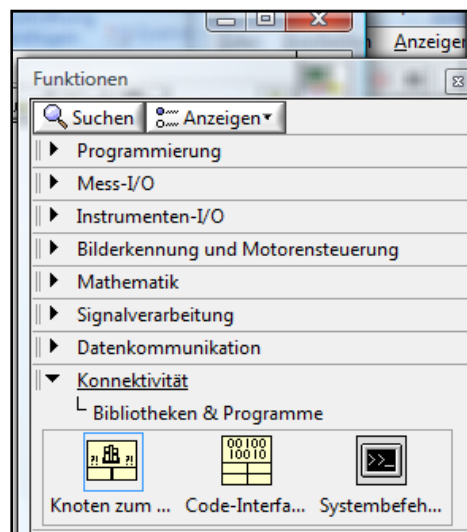 Anzeigen
Funktionen
Suchen Anzeigen
Programmierung
Mess-I/O
Instrumenten-I/O
Bilderkennung und Motorensteuerung
Mathematik
Signalverarbeitung
Datenkommunikation
Konnektivität
Bibliotheken & Programme
00100
10010
Knoten zum ... Code-Interfa... Systembefeh...